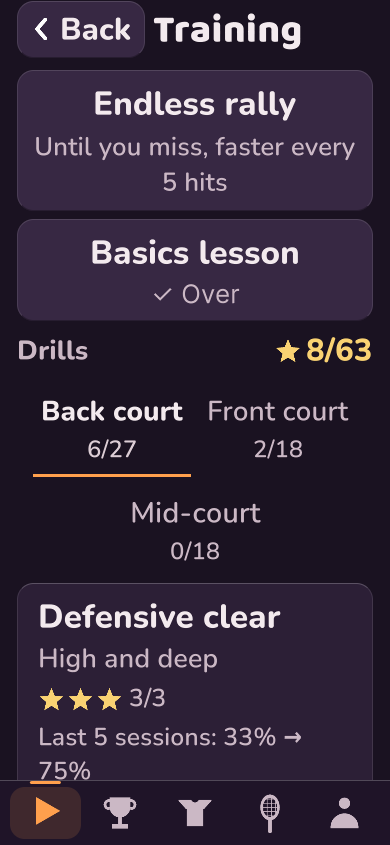 Back Training
Endless rally
Until you miss, faster every
5 hits
Basics lesson
✓ Over
Drills ★ 8/63
Back court Front court
6/27 2/18
Mid-court
0/18
Defensive clear
High and deep
★★★ 3/3
Last 5 sessions: 33% →
75%